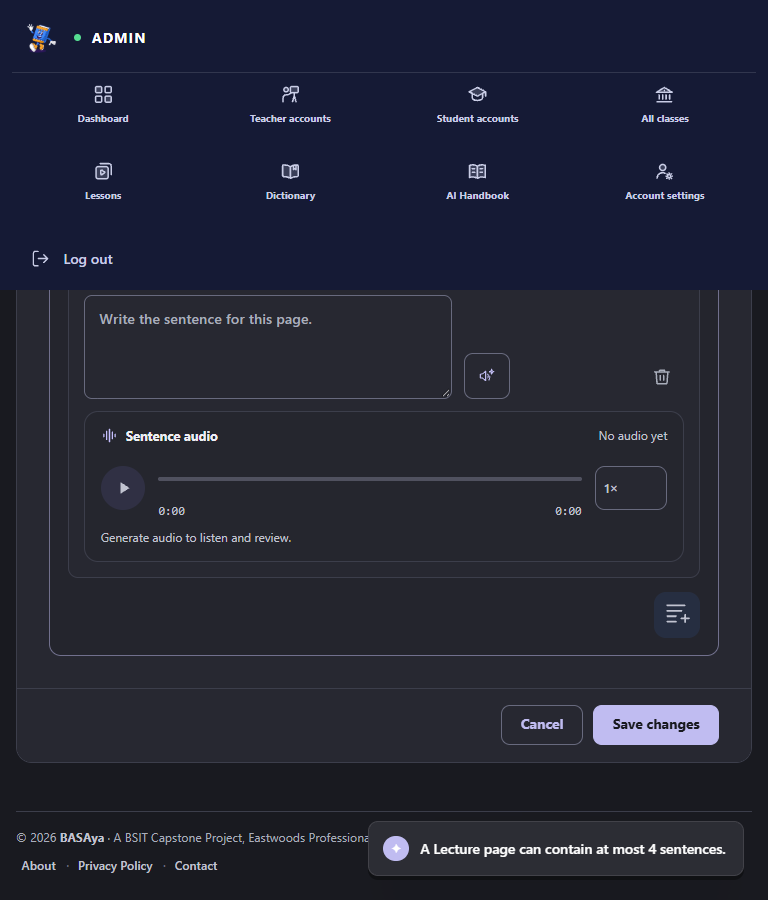 ADMIN
Dashboard
Teacher accounts
Student accounts
All classes
Lessons
Dictionary
AI Handbook
Account settings
Log out
Write the sentence for this page.
Sentence audio
No audio yet
1×
0:00
0:00
Generate audio to listen and review.
Cancel
Save changes
© 2026 BASAya · A BSIT Capstone Project, Eastwoods
About · Privacy Policy · Contact
A Lecture page can contain at most 4 sentences.